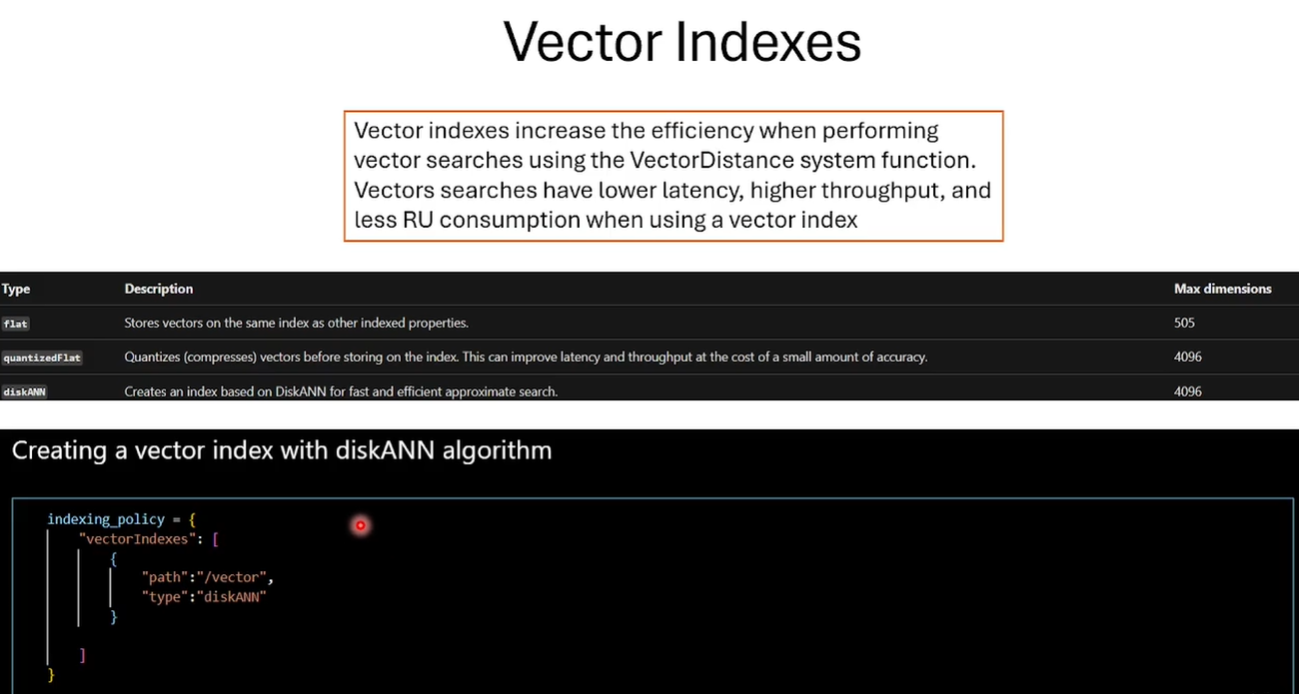 Vector Indexes
Vector indexes increase the efficiency when performing
vector searches using the VectorDistance system function.
Vectors searches have lower latency, higher throughput, and
less RU consumption when using a vector index
Type Description Max dimensions
flat Stores vectors on the same index as other indexed properties. 505
quantizedFlat Quantizes (compresses) vectors before storing on the index. This can improve latency and throughput at the cost of a small amount of accuracy. 4096
diskANN Creates an index based on DiskANN for fast and efficient approximate search. 4096
Creating a vector index with diskANN algorithm
indexing_policy = {
"vectorIndexes": [
{
"path":"/vector",
"type":"diskANN"
}
]
}